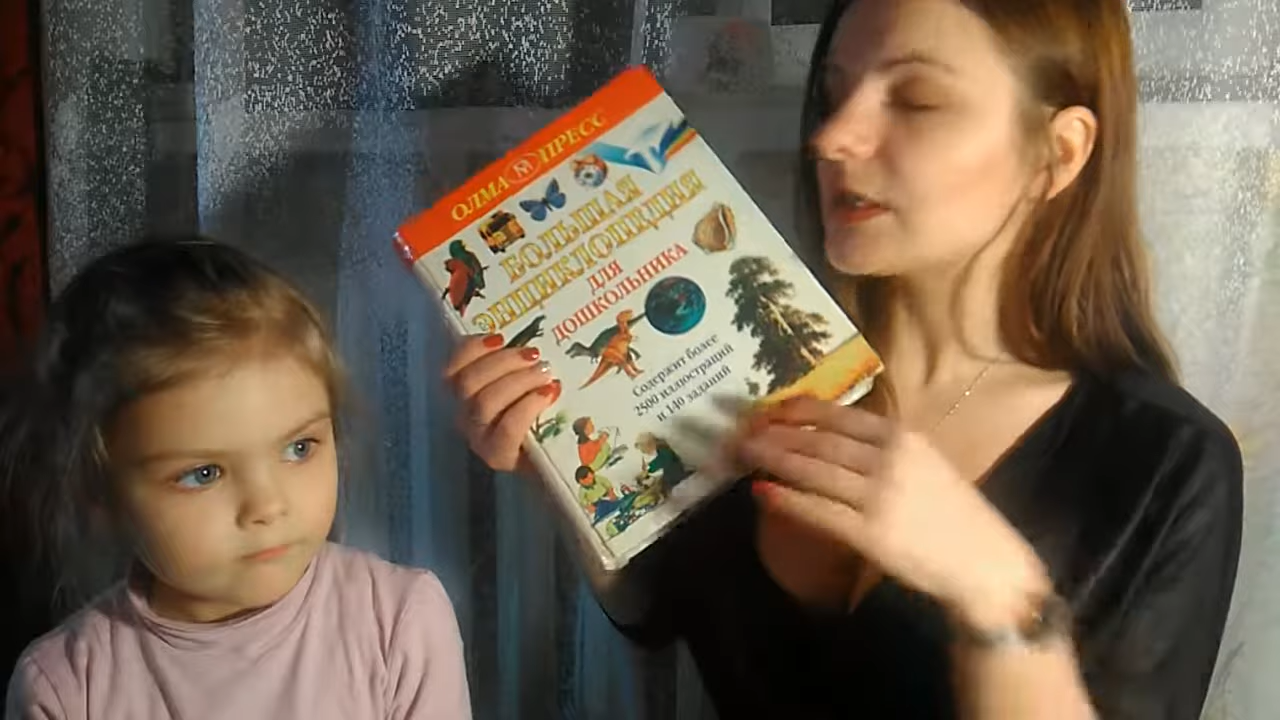 ОЛМА ПРЕСС
БОЛЬШАЯ
ЭНЦИКЛОПЕДИЯ
ДЛЯ
ДОШКОЛЬНИКА
Содержит более
2500 иллюстраций
и 140 заданий